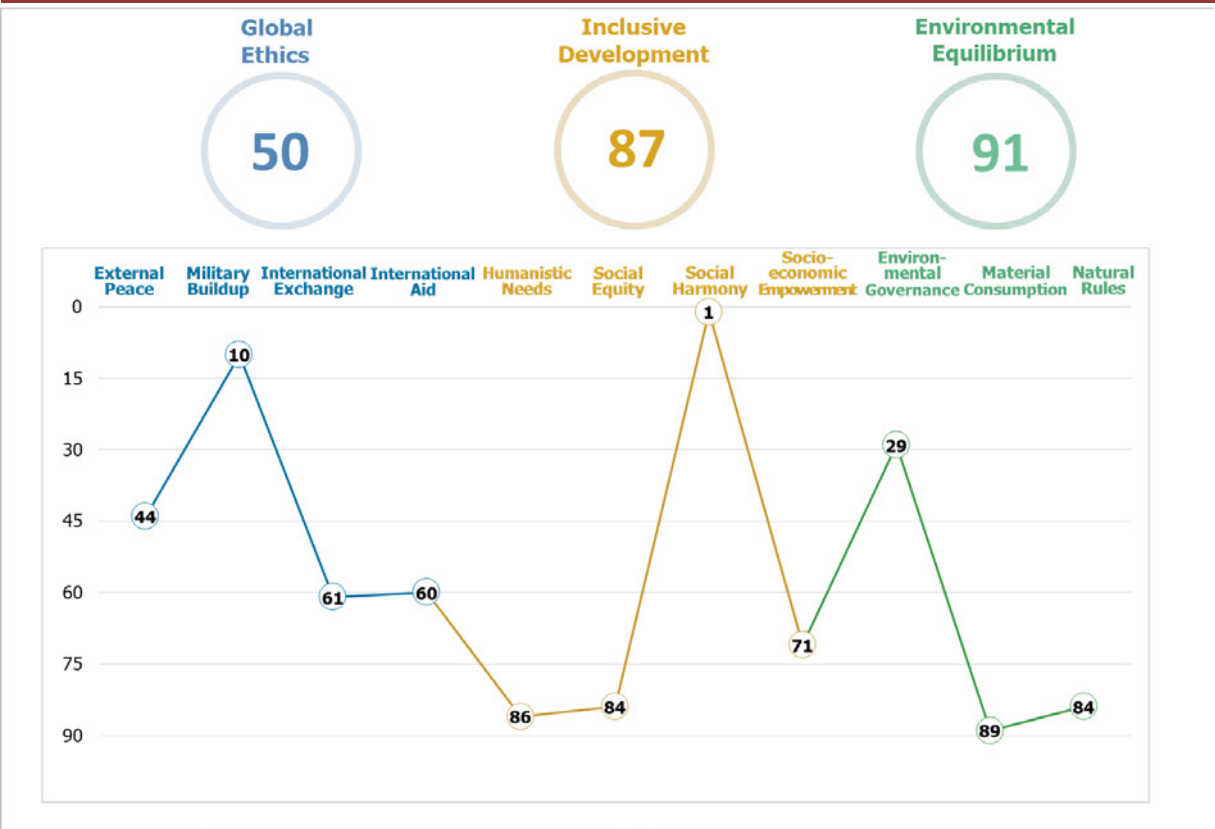 Global
Ethics
Inclusive
Development
Environmental
Equilibrium
50
87
91
External
Peace
Military
Buildup
International
Exchange
International
Aid
Humanistic
Needs
Social
Equity
Social
Harmony
Socio-
economic
Empowerment
Environ-
mental
Governance
Material
Consumption
Natural
Rules
0
15
30
45
60
75
90
44
10
61
60
86
84
1
71
29
89
84